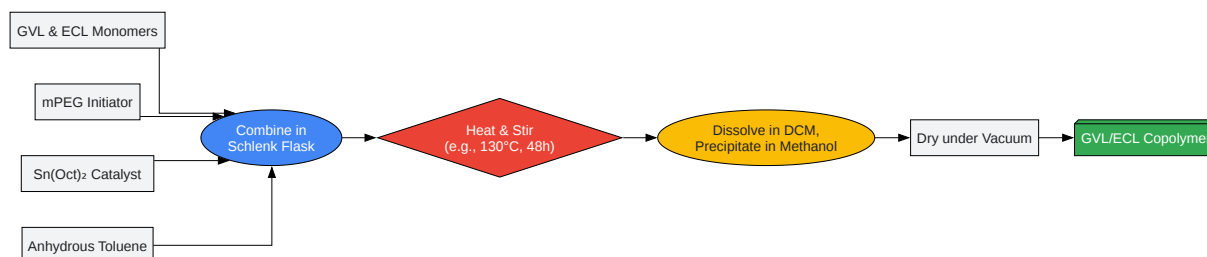 GVL & ECL Monomers
mPEG Initiator
Sn(Oct)₂ Catalyst
Anhydrous Toluene
Combine in
Schlenk Flask
Heat & Stir
(e.g., 130°C, 48h)
Dissolve in DCM,
Precipitate in Methanol
Dry under Vacuum
GVL/ECL Copolyme